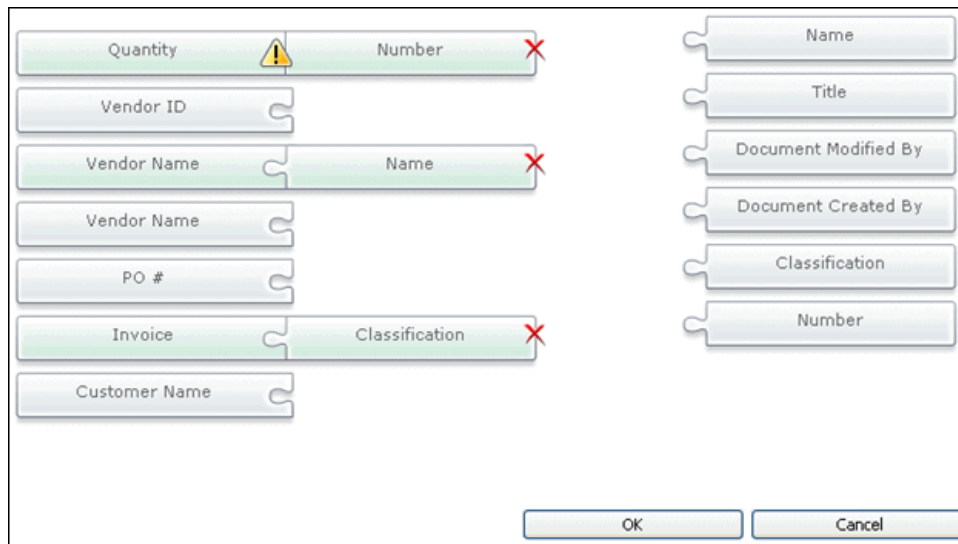 Quantity Number
Vendor ID
Vendor Name Name
Vendor Name
PO #
Invoice Classification
Customer Name
Name
Title
Document Modified By
Document Created By
Classification
Number
OK Cancel